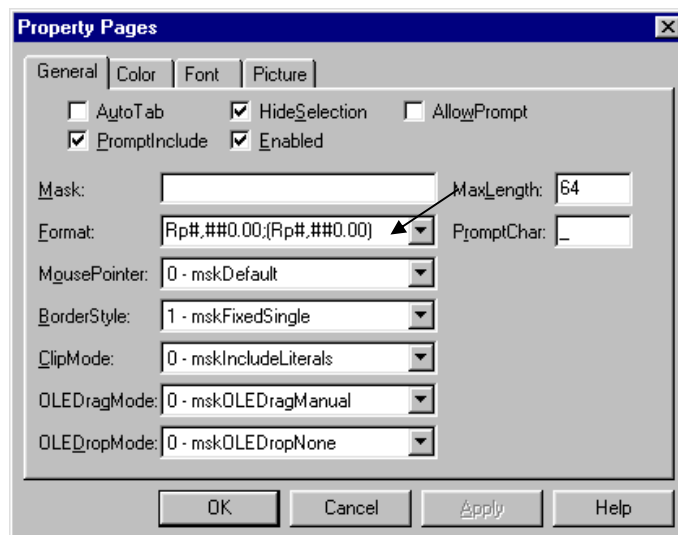 Property Pages
General Color Font Picture
AutoTab HideSelection AllowPrompt
PromptInclude Enabled
Mask: MaxLength: 64
Format: Rp#,##0.00;(Rp#,##0.00) PromptChar: _
MousePointer: 0 - mskDefault
BorderStyle: 1 - mskFixedSingle
ClipMode: 0 - mskIncludeLiterals
OLEDragMode: 0 - mskOLEDragManual
OLEDropMode: 0 - mskOLEDropNone
OK Cancel Apply Help